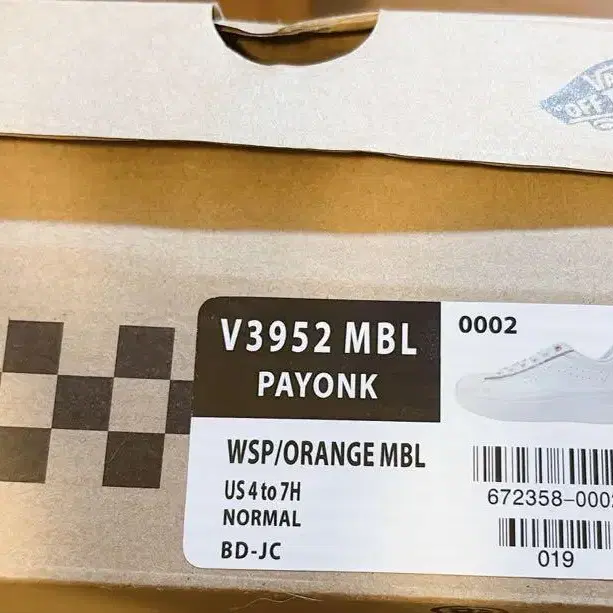 V3952 MBL
PAYONK
0002
WSP/ORANGE MBL
US 4 to 7H
NORMAL
BD-JC
672358-000
019